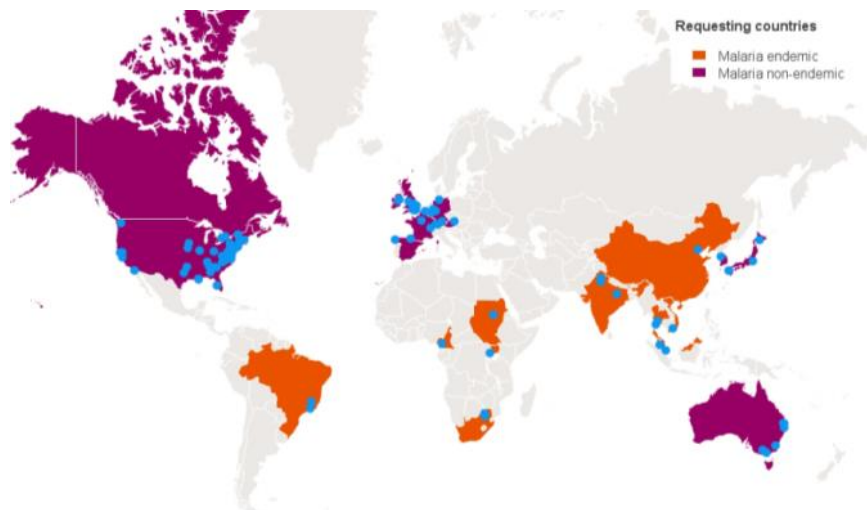 Requesting countries
Malaria endemic
Malaria non-endemic